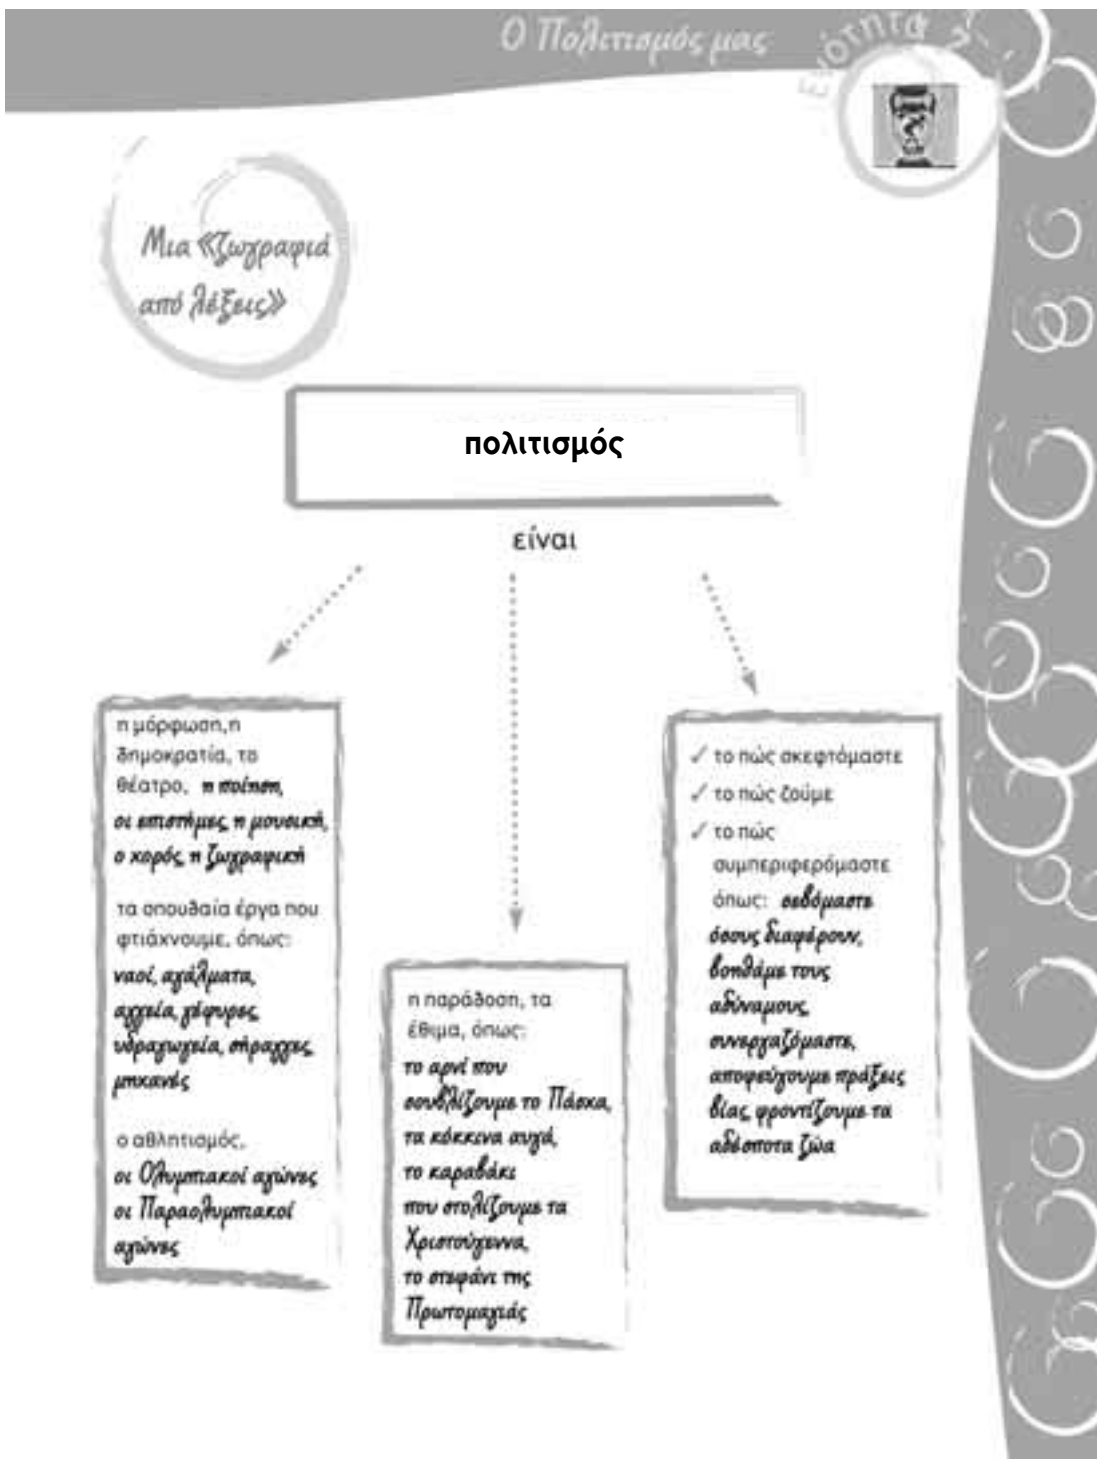 Ο Πολιτισμός μας
Ενότητα 2
Μια «ζωγραφιά
από λέξεις»
πολιτισμός
είναι
η μόρφωση, η
δημοκρατία, το
θέατρο, η ποίηση,
οι επιστήμες, η μουσική,
ο χορός, η ζωγραφική
τα σπουδαία έργα που
φτιάχνουμε, όπως:
ναοί, αγάλματα,
αγγεία, γέφυρες,
υδραγωγεία, σήραγγες,
μηχανές
ο αθλητισμός,
οι Ολυμπιακοί αγώνες
οι Παραολυμπιακοί
αγώνες
η παράδοση, τα
έθιμα, όπως:
το αρνί που
σουβλίζουμε το Πάσχα,
τα κόκκινα αυγά,
το καραβάκι
που στολίζουμε τα
Χριστούγεννα,
το στεφάνι της
Πρωτομαγιάς
✓ το πώς σκεφτόμαστε
✓ το πώς ζούμε
✓ το πώς
συμπεριφερόμαστε
όπως: σεβόμαστε
όσους διαφέρουν,
βοηθάμε τους
αδύναμους,
συνεργαζόμαστε,
αποφεύγουμε πράξεις
βίας, φροντίζουμε τα
αδέσποτα ζώα